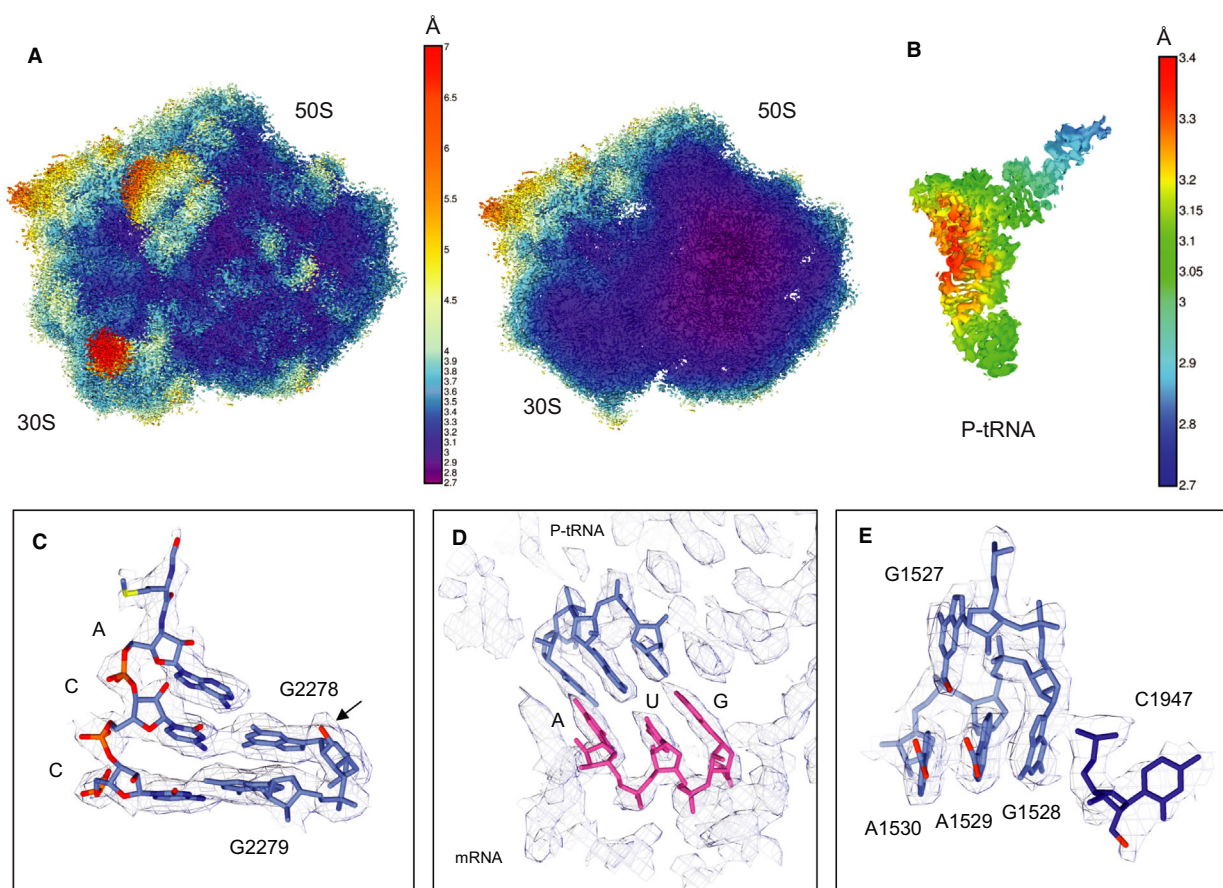 A
50S
30S
Å
7
6.5
6
5.5
5
4.5
4
3.9
3.8
3.7
3.6
3.5
3.4
3.3
3.2
3.1
3
2.9
2.8
2.7
50S
30S
B
P-tRNA
Å
3.4
3.3
3.2
3.15
3.1
3.05
3
2.9
2.8
2.7
C
A
C
C
G2278
G2279
D
P-tRNA
A
U
G
mRNA
E
G1527
C1947
G1528
A1529
A1530